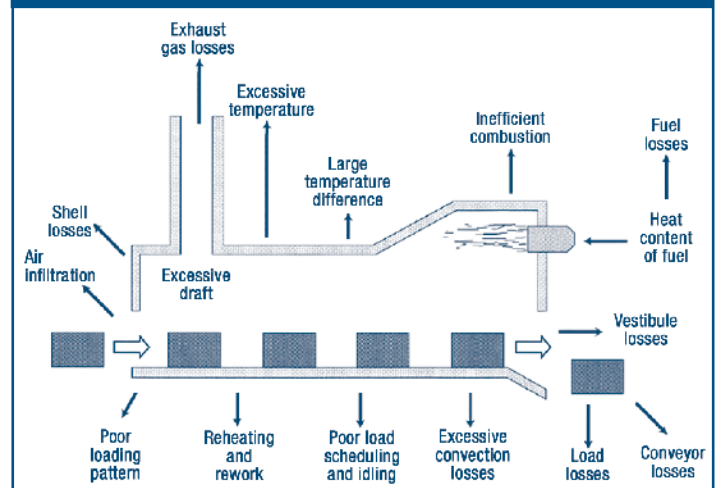 Exhaust
gas losses
Excessive
temperature
Inefficient
combustion
Fuel
losses
Large
temperature
difference
Shell
losses
Heat
content
of fuel
Air
infiltration
Excessive
draft
Vestibule
losses
Poor
loading
pattern
Reheating
and
rework
Poor load
scheduling
and idling
Excessive
convection
losses
Load
losses
Conveyor
losses